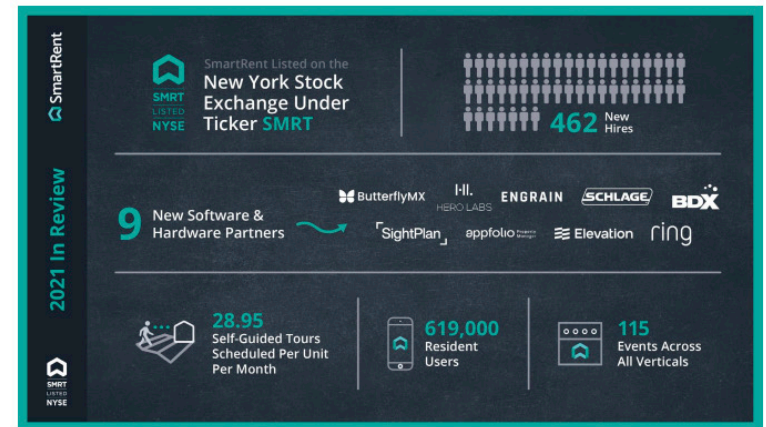 SmartRent
2021 In Review
SMRT
LISTED
NYSE
SMRT
LISTED
NYSE
SmartRent Listed on the
New York Stock
Exchange Under
Ticker SMRT
462 New
Hires
9 New Software &
Hardware Partners
ButterflyMX
HERO LABS
ENGRAIN
SCHLAGE
BDX
SightPlan
appfolio Property
Manager
Elevation
ring
28.95
Self-Guided Tours
Scheduled Per Unit
Per Month
619,000
Resident
Users
115
Events Across
All Verticals